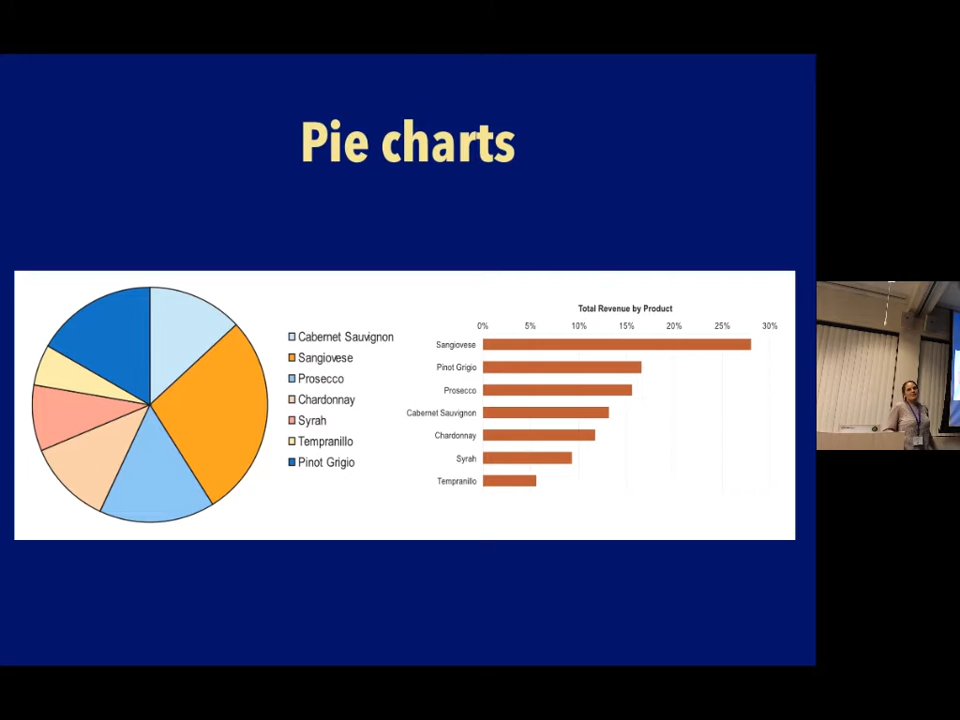 Pie charts
Cabernet Sauvignon
Sangiovese
Prosecco
Chardonnay
Syrah
Tempranillo
Pinot Grigio
Total Revenue by Product
0% 5% 10% 15% 20% 25% 30%
Sangiovese
Pinot Grigio
Prosecco
Cabernet Sauvignon
Chardonnay
Syrah
Tempranillo